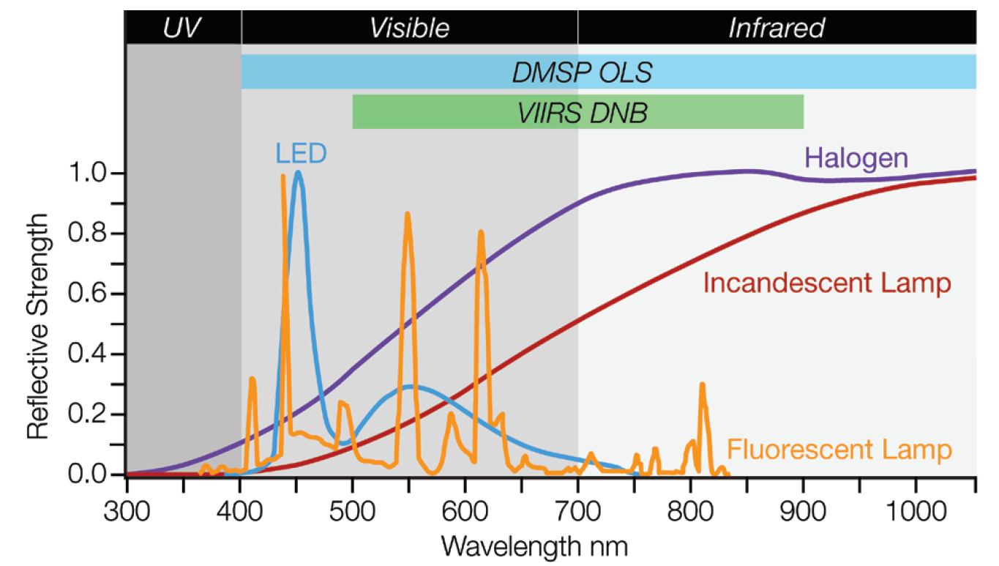 UV Visible Infrared
DMSP OLS
VIIRS DNB
LED
Halogen
Incandescent Lamp
Fluorescent Lamp
Reflective Strength
1.0
0.8
0.6
0.4
0.2
0.0
300 400 500 600 700 800 900 1000
Wavelength nm